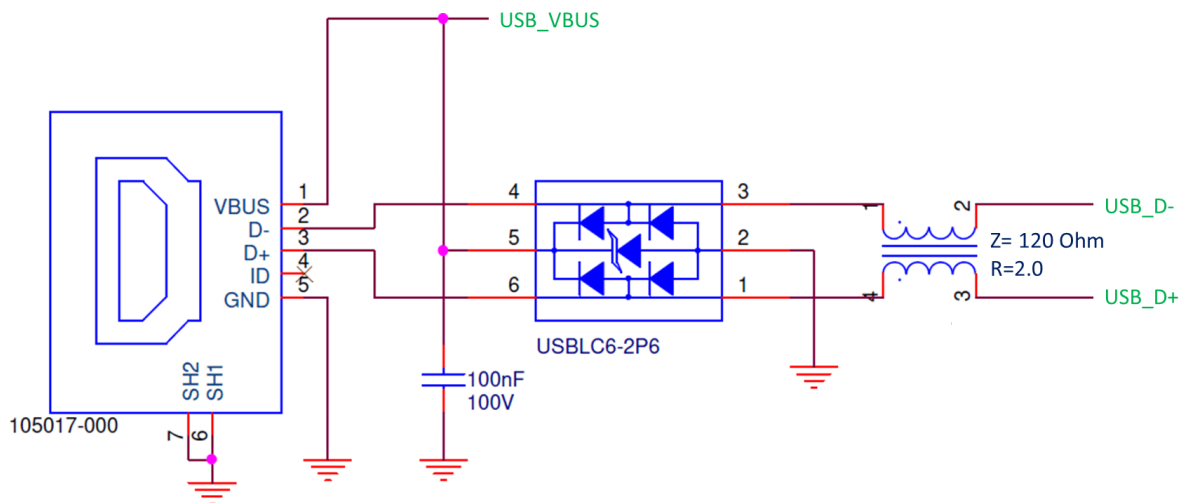 USB_VBUS
VBUS 1
D- 2
D+ 3
ID 4
GND 5
SH2
SH1
7
6
105017-000
4
5
6
3
2
1
USBLC6-2P6
100nF
100V
1
2
4
3
Z= 120 Ohm
R=2.0
USB_D-
USB_D+